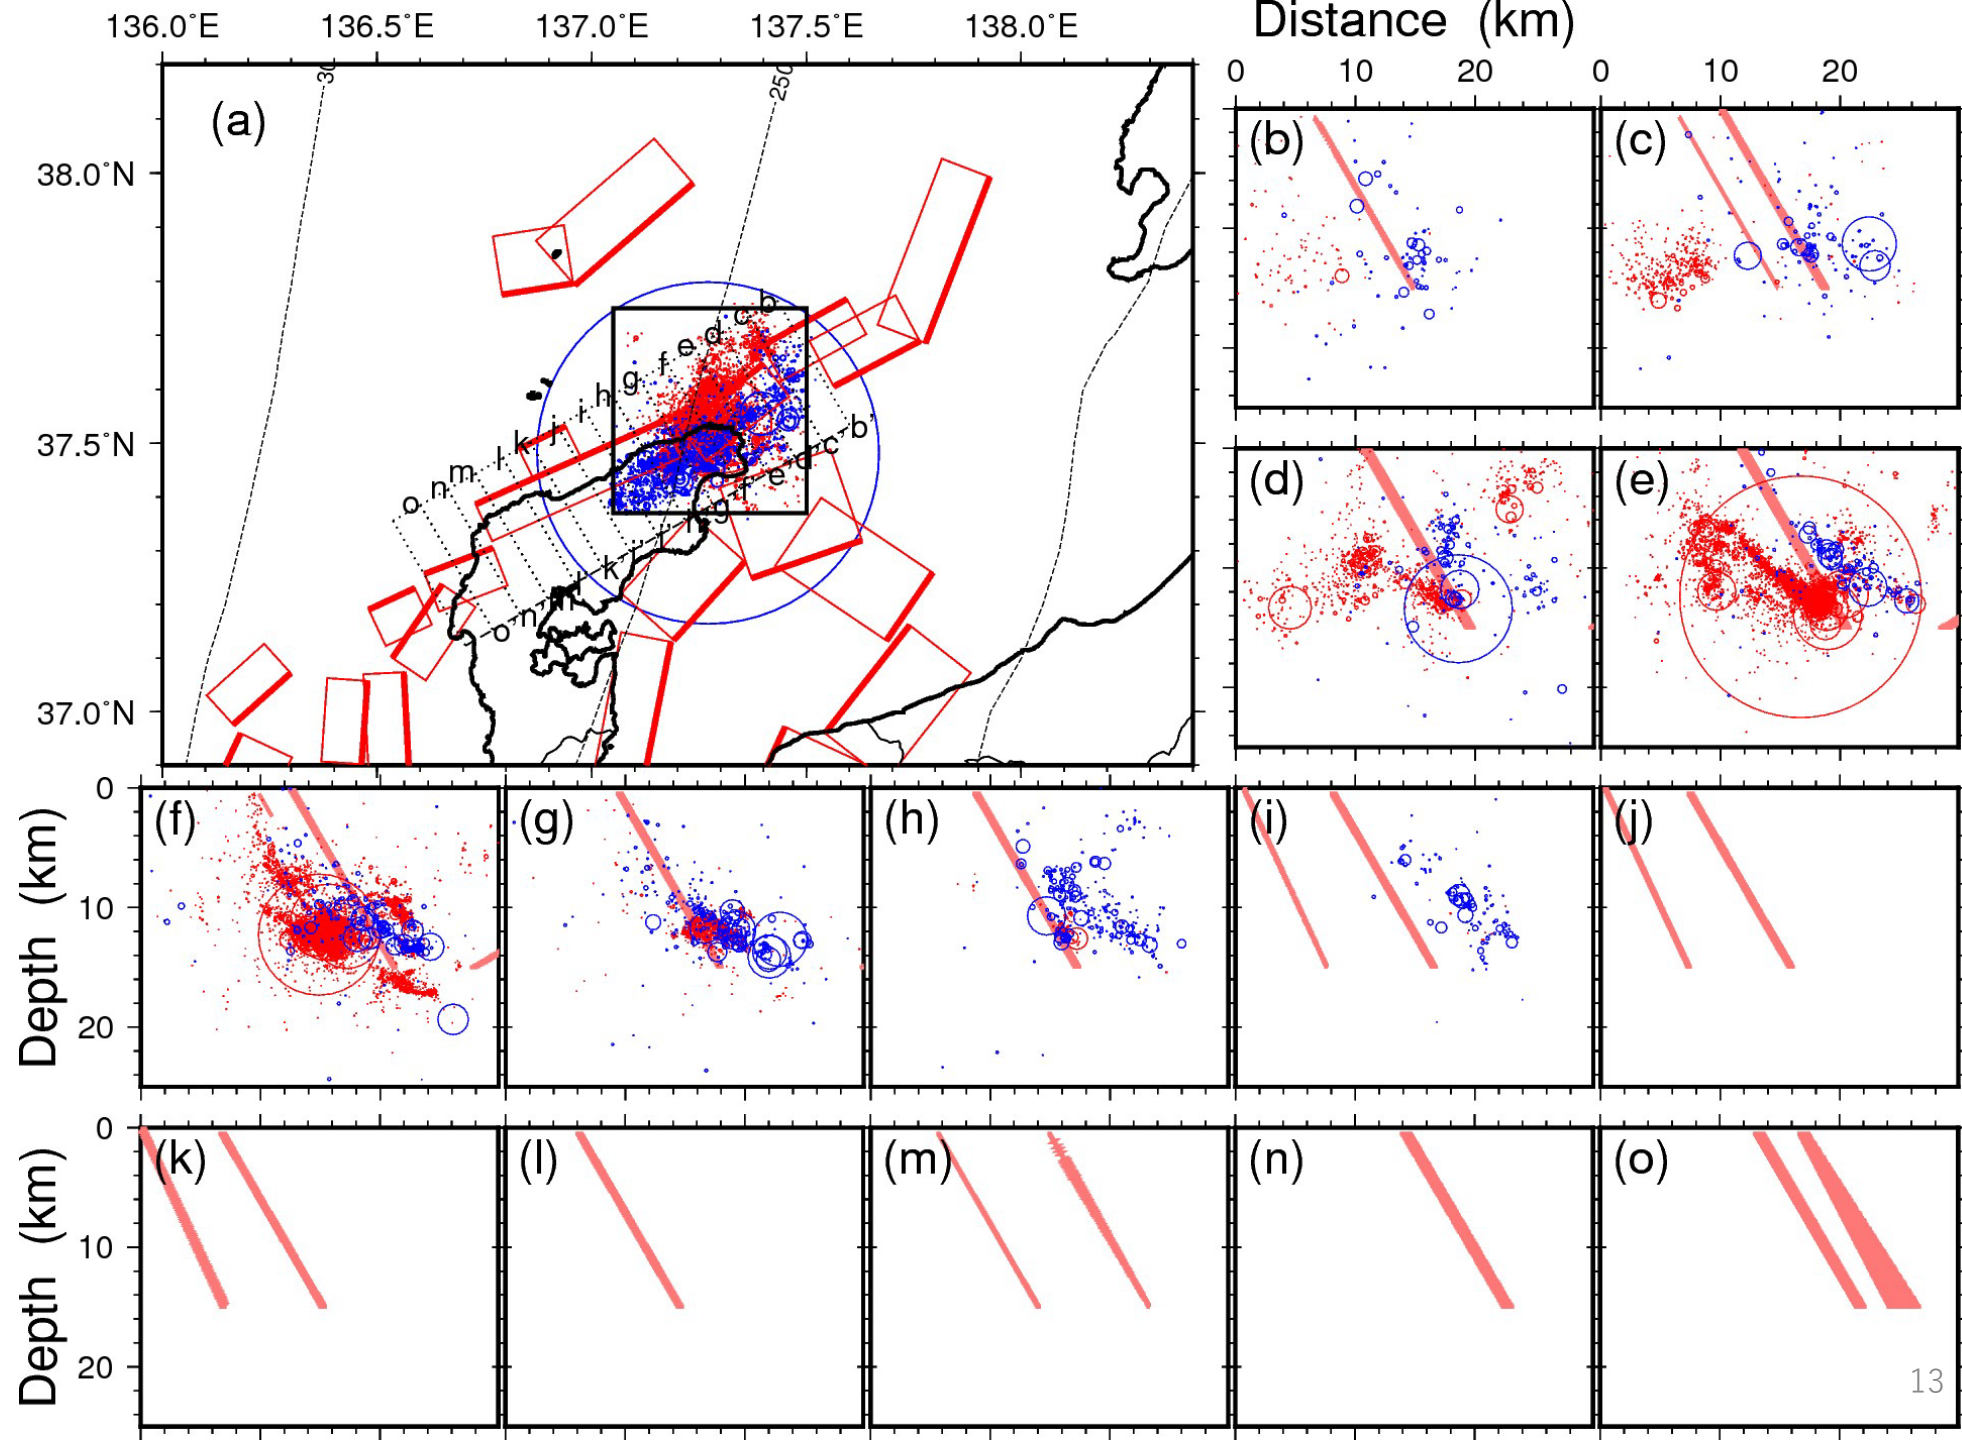 136.0˚E 136.5˚E 137.0˚E 137.5˚E 138.0˚E
Distance (km)
0 10 20
0 10 20
38.0˚N
37.5˚N
37.0˚N
(a)
30
250
b
c
d
e
f
g
h
i
j
k
l
m
n
o
b'
c
d
e
f
g
h
i
j
k
l
m
n'
o'
(b)
(c)
(d)
(e)
Depth (km)
0
10
20
(f)
(g)
(h)
(i)
(j)
Depth (km)
0
10
20
(k)
(l)
(m)
(n)
(o)
13